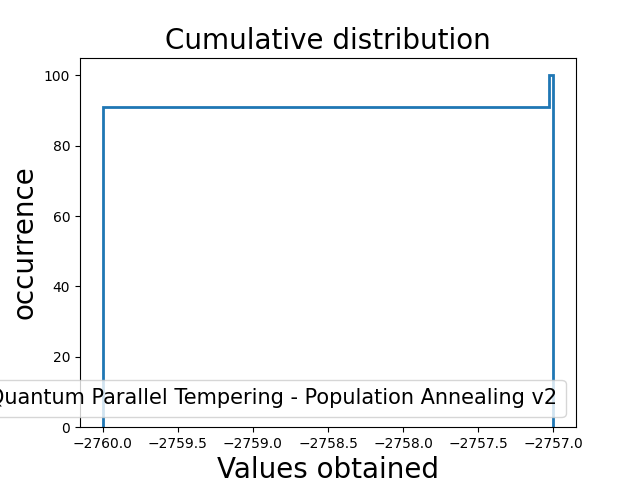 Cumulative distribution
occurrence
100
80
60
40
20
0
Parallel Tempering - Population Annealing v2
−2760.0 −2759.5 −2759.0 −2758.5 −2758.0 −2757.5 −2757.0
Values obtained